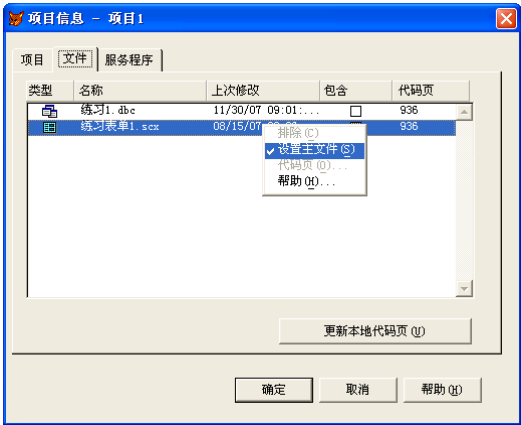 项目信息 - 项目1
项目 文件 服务程序
类型 名称 上次修改 包含 代码页
练习1.dbc 11/30/07 09:01:... 936
练习表单1.scx 08/15/07 936
排除(C)
设置主文件(S)
代码页(O)...
帮助(H)...
更新本地代码页(U)
确定 取消 帮助(H)